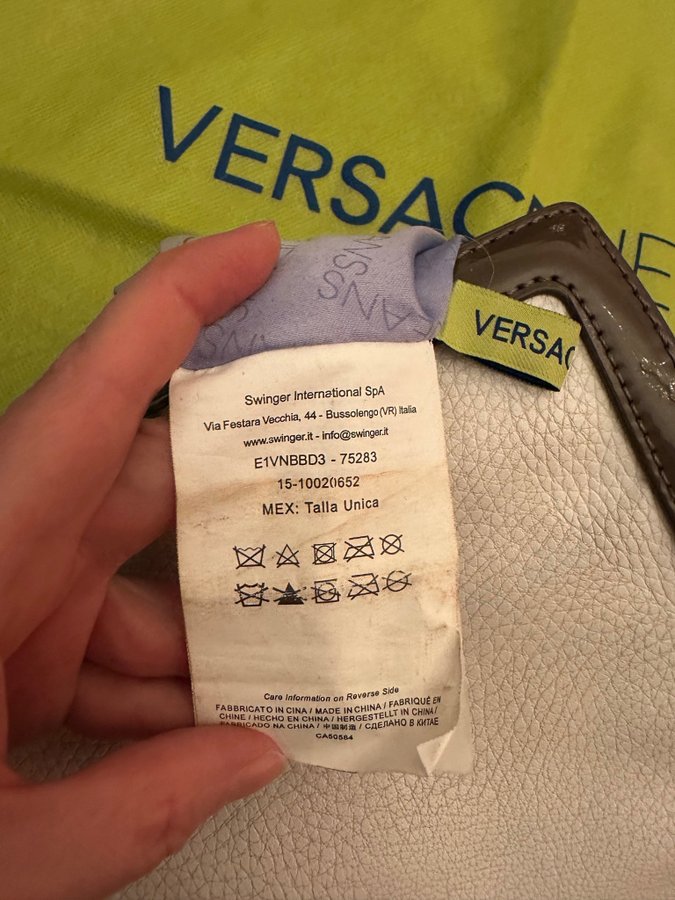 VERSAC
VERSAC
Swinger International SpA
Via Festara Vecchia, 44 - Bussolengo (VR) Italia
www.swinger.it - info@swinger.it
E1VNBBD3 - 75283
15-10020652
MEX: Talla Unica
Care Information on Reverse Side
FABBRICATO IN CINA / MADE IN CHINA / FABRIQUÉ EN
CHINE / HECHO EN CHINA / HERGESTELLT IN CHINA /
FABRICADO NA CHINA / 中国制造 / СДЕЛАНО В КИТАЕ
CA50584